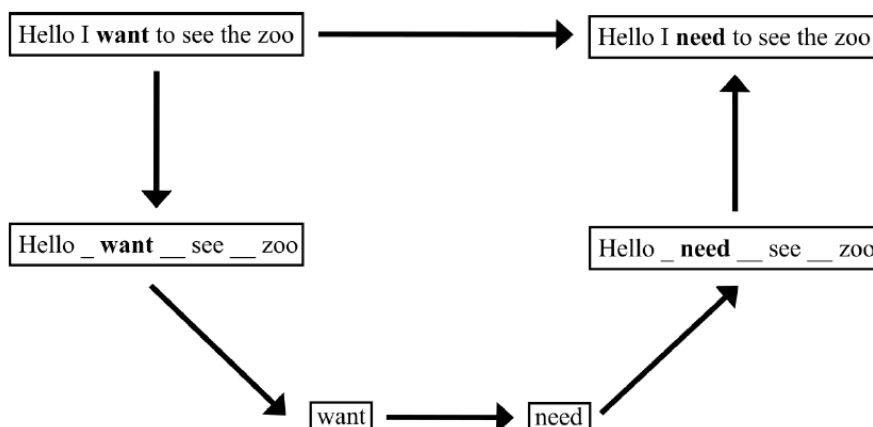 Hello I want to see the zoo
Hello I need to see the zoo
Hello _ want __ see __ zoo
Hello _ need __ see __ zoo
want
need